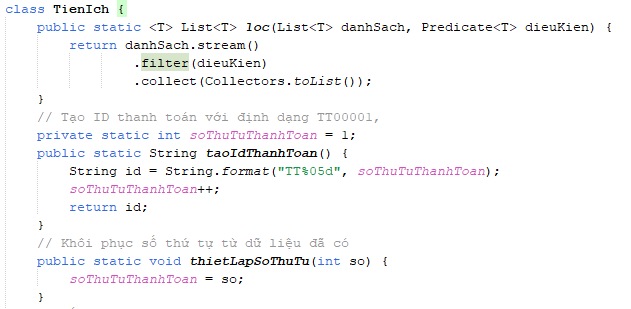 class TienIch {
public static <T> List<T> loc(List<T> danhSach, Predicate<T> dieuKien) {
return danhSach.stream()
.filter(dieuKien)
.collect(Collectors.toList());
}
// Tạo ID thanh toán với định dạng TT00001,
private static int soThuTuThanhToan = 1;
public static String taoIdThanhToan() {
String id = String.format("TT%05d", soThuTuThanhToan);
soThuTuThanhToan++;
return id;
}
// Khôi phục số thứ tự từ dữ liệu đã có
public static void thietLapSoThuTu(int so) {
soThuTuThanhToan = so;
}